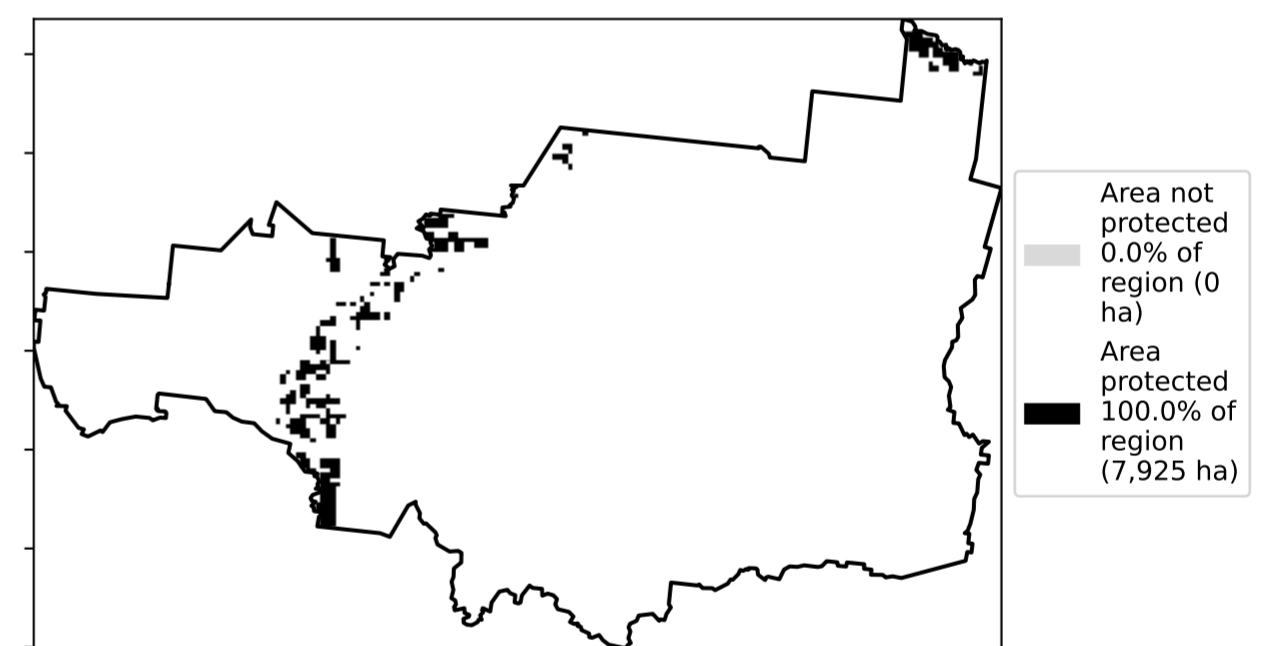 Area not
protected
0.0% of
region (0
ha)
Area
protected
100.0% of
region
(7,925 ha)